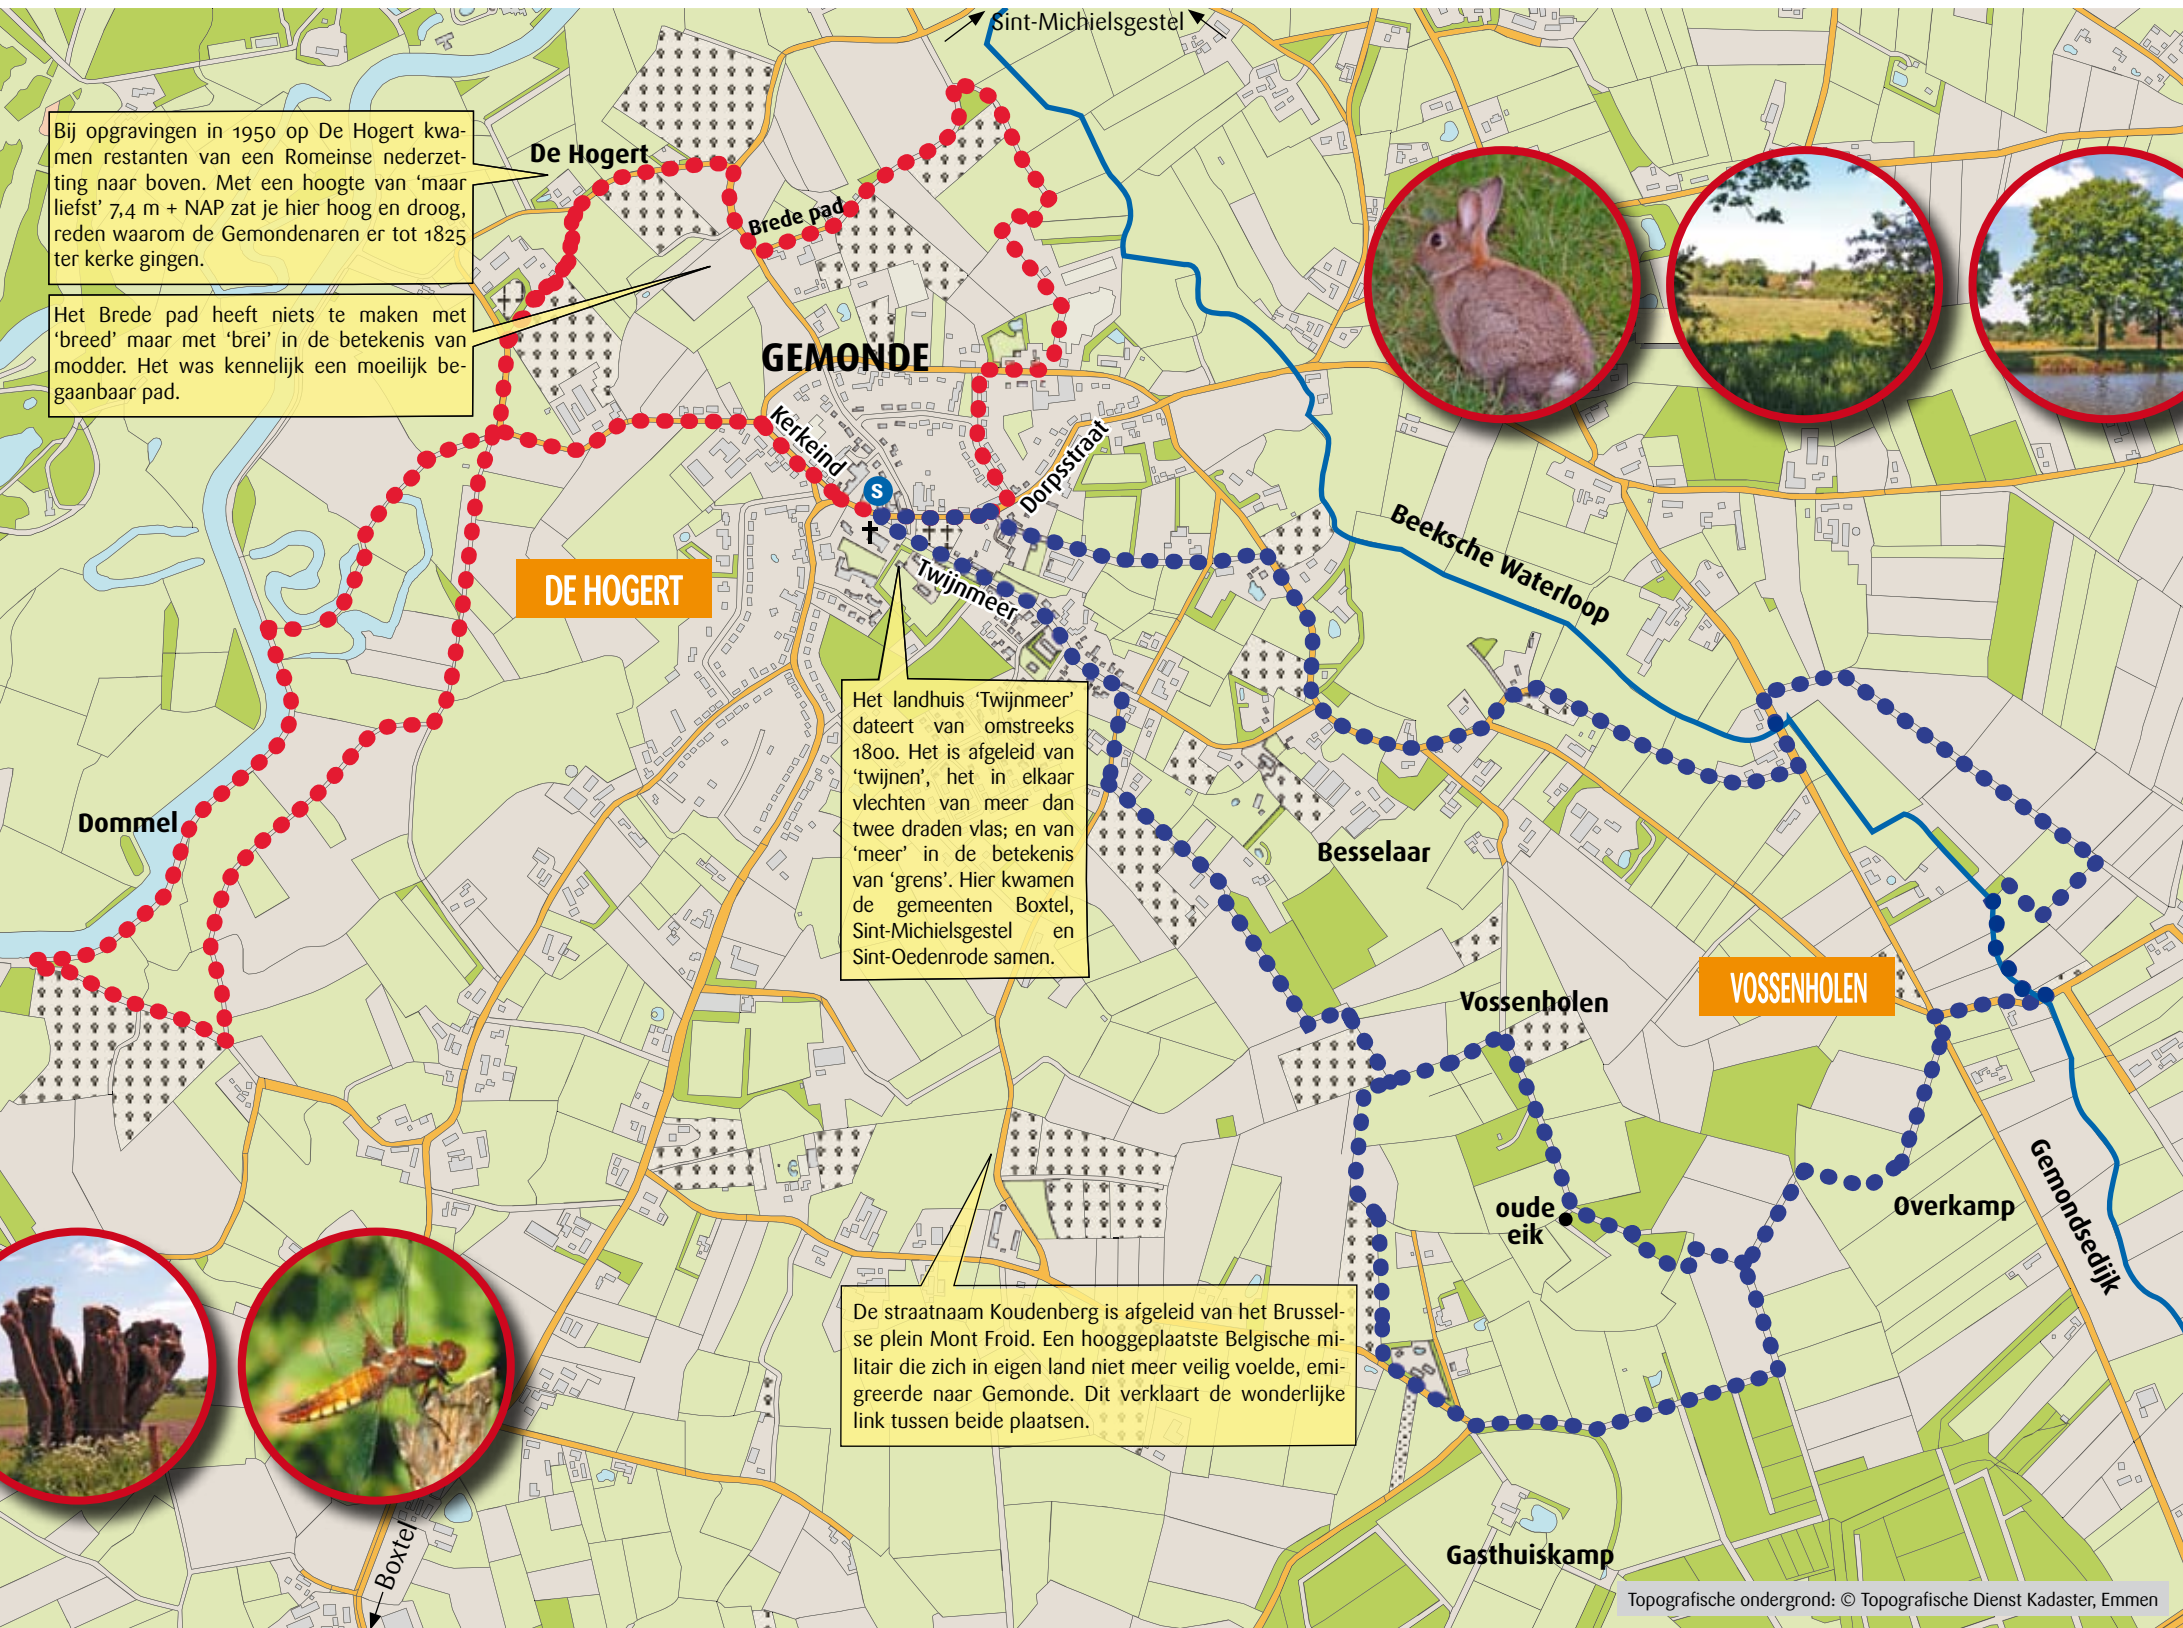 Sint-Michielsgestel
Bij opgravingen in 1950 op De Hogert kwa-
men restanten van een Romeinse nederzet-
ting naar boven. Met een hoogte van ‘maar
liefst’ 7,4 m + NAP zat je hier hoog en droog,
reden waarom de Gemondenaren er tot 1825
ter kerke gingen.
De Hogert
Brede pad
Het Brede pad heeft niets te maken met
‘breed’ maar met ‘brei’ in de betekenis van
modder. Het was kennelijk een moeilijk be-
gaanbaar pad.
GEMONDE
Kerkeind
Dorpsstraat
S
Beeksche Waterloop
DE HOGERT
Twijnmeer
Het landhuis ‘Twijnmeer’
dateert van omstreeks
1800. Het is afgeleid van
‘twijnen’, het in elkaar
vlechten van meer dan
twee draden vlas; en van
‘meer’ in de betekenis
van ‘grens’. Hier kwamen
de gemeenten Boxtel,
Sint-Michielsgestel en
Sint-Oedenrode samen.
Dommel
Besselaar
Vossenholen
VOSSENHOLEN
oude
eik
Overkamp
Gemondsedijk
De straatnaam Koudenberg is afgeleid van het Brussel-
se plein Mont Froid. Een hooggeplaatste Belgische mi-
litair die zich in eigen land niet meer veilig voelde, emi-
greerde naar Gemonde. Dit verklaart de wonderlijke
link tussen beide plaatsen.
Boxtel
Gasthuiskamp
Topografische ondergrond: © Topografische Dienst Kadaster, Emmen